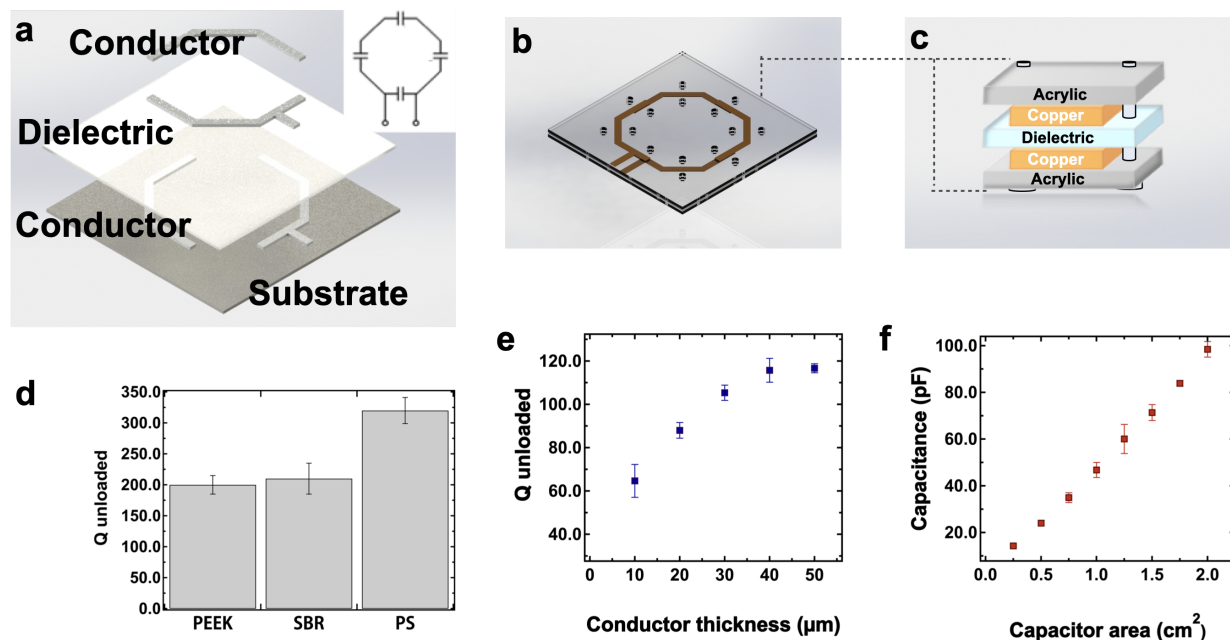 a
Conductor
Dielectric
Conductor
Substrate
b
c
Acrylic
Copper
Dielectric
Copper
Acrylic
d
Q unloaded
350.0
300.0
250.0
200.0
150.0
100.0
50.0
0.0
PEEK
SBR
PS
e
Q unloaded
120.0
100.0
80.0
60.0
40.0
0
10
20
30
40
50
Conductor thickness (µm)
f
Capacitance (pF)
100.0
80.0
60.0
40.0
20.0
0.0
0.5
1.0
1.5
2.0
Capacitor area (cm²)